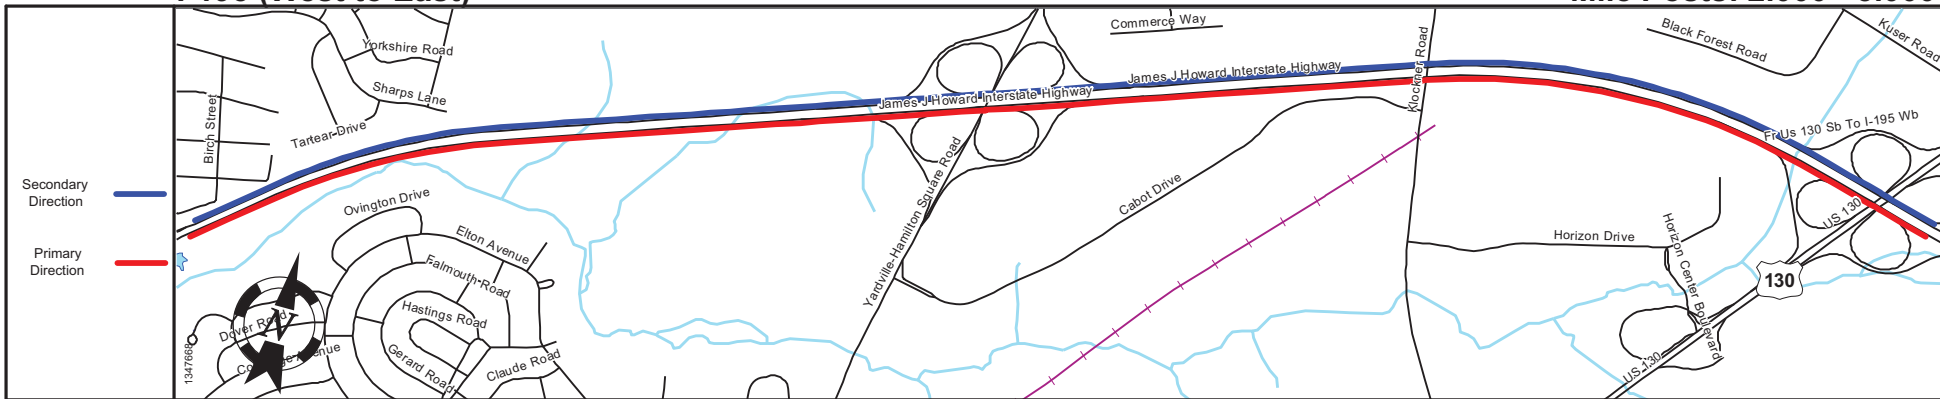 Secondary
Direction
Primary
Direction
Yorkshire Road
Sharps Lane
Birch Street
Tartear Drive
Ovington Drive
Elton Avenue
Falmouth Road
Hastings Road
Dover Road
Avenue
Gerard Road
Claude Road
1347668
N
Commerce Way
James J Howard Interstate Highway
James J Howard Interstate Highway
Yardville-Hamilton Square Road
Cabot Drive
Klockner Road
Black Forest Road
Kuser Road
Fr Us 130 Sb To I-195 Wb
US 130
Horizon Drive
Horizon Center Boulevard
130
US 130